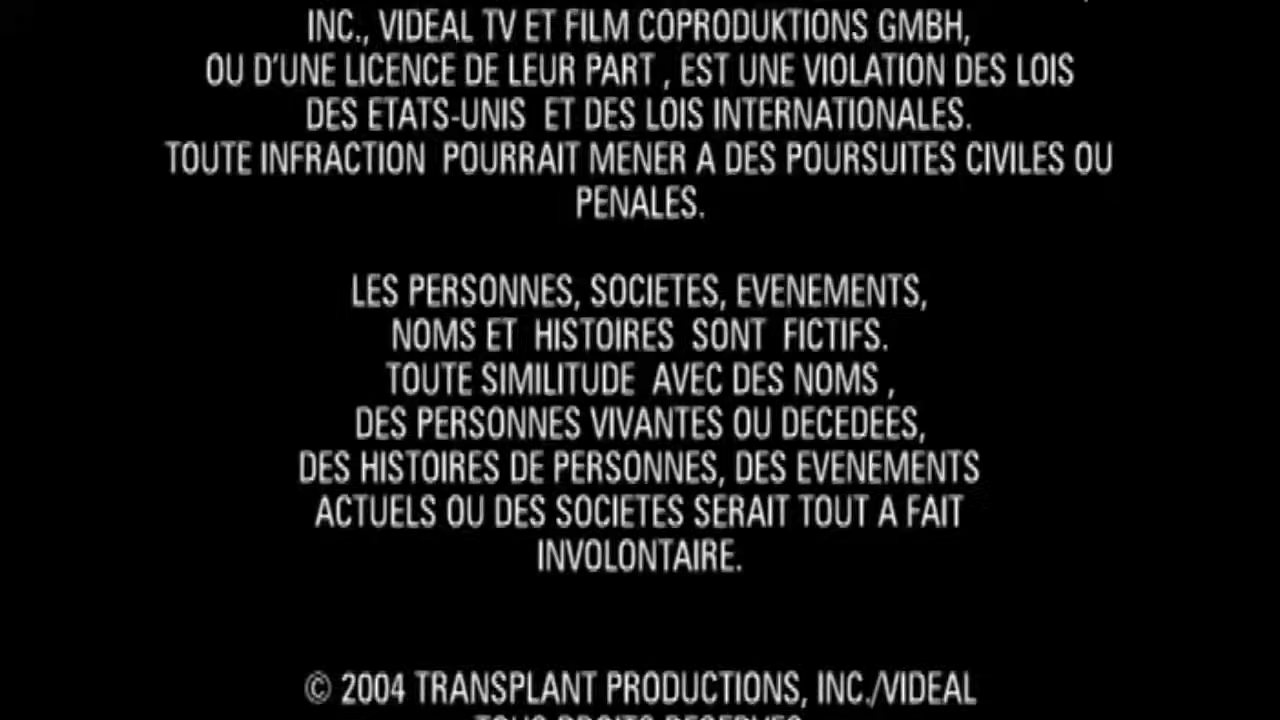 INC., VIDEAL TV ET FILM COPRODUKTIONS GMBH,
OU D'UNE LICENCE DE LEUR PART , EST UNE VIOLATION DES LOIS
DES ETATS-UNIS ET DES LOIS INTERNATIONALES.
TOUTE INFRACTION POURRAIT MENER A DES POURSUITES CIVILES OU
PENALES.
LES PERSONNES, SOCIETES, EVENEMENTS,
NOMS ET HISTOIRES SONT FICTIFS.
TOUTE SIMILITUDE AVEC DES NOMS ,
DES PERSONNES VIVANTES OU DECEDEES,
DES HISTOIRES DE PERSONNES, DES EVENEMENTS
ACTUELS OU DES SOCIETES SERAIT TOUT A FAIT
INVOLONTAIRE.
© 2004 TRANSPLANT PRODUCTIONS, INC./VIDEAL
TOUS DROITS RESERVES